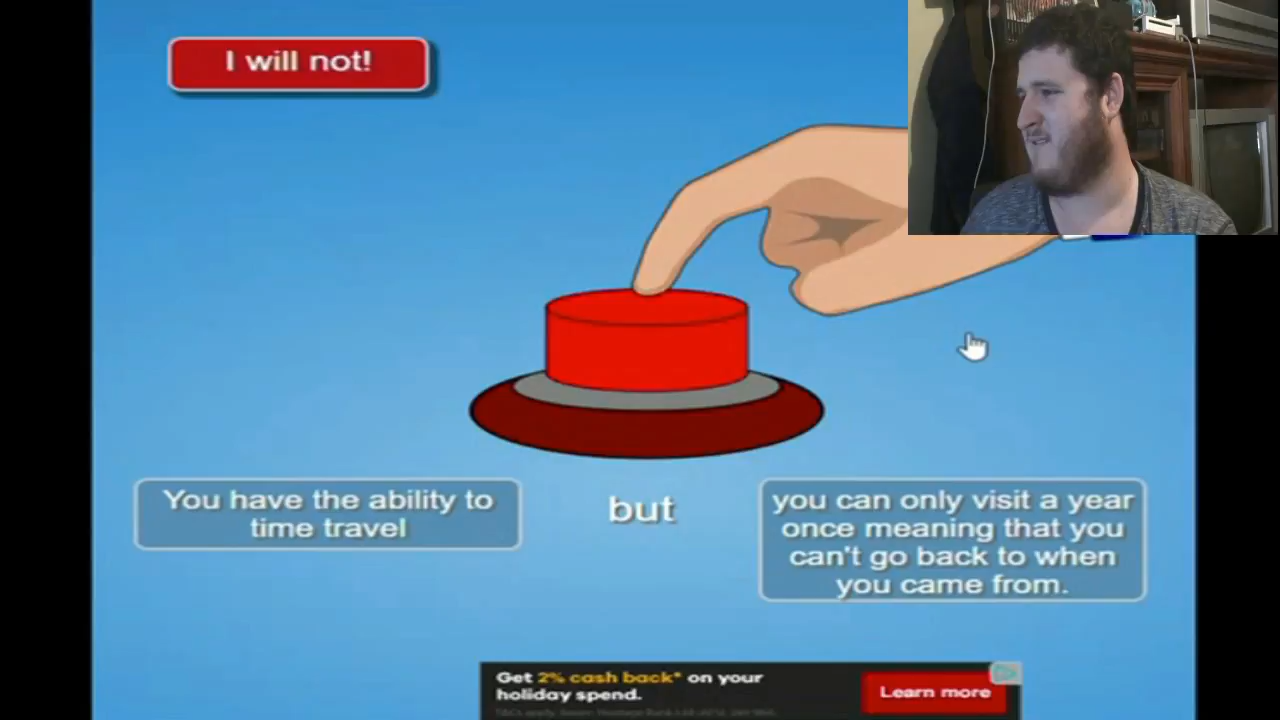 I will not!
You have the ability to
time travel
but
you can only visit a year
once meaning that you
can't go back to when
you came from.
Get 2% cash back* on your
holiday spend.
Learn more